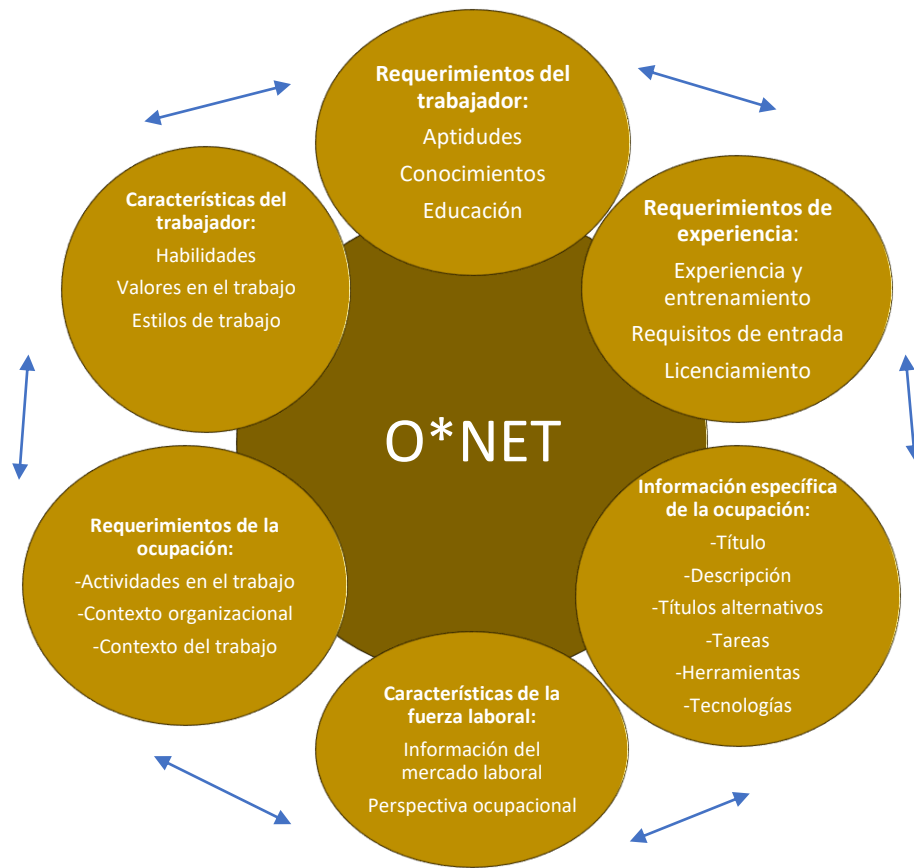 Requerimientos del
trabajador:
Aptidudes
Conocimientos
Educación
Requerimientos de
experiencia:
Experiencia y
entrenamiento
Requisitos de entrada
Licenciamiento
Información específica
de la ocupación:
-Título
-Descripción
-Títulos alternativos
-Tareas
-Herramientas
-Tecnologías
Características de la
fuerza laboral:
Información del
mercado laboral
Perspectiva ocupacional
Requerimientos de la
ocupación:
-Actividades en el trabajo
-Contexto organizacional
-Contexto del trabajo
Característícas del
trabajador:
Habilidades
Valores en el trabajo
Estilos de trabajo
O*NET